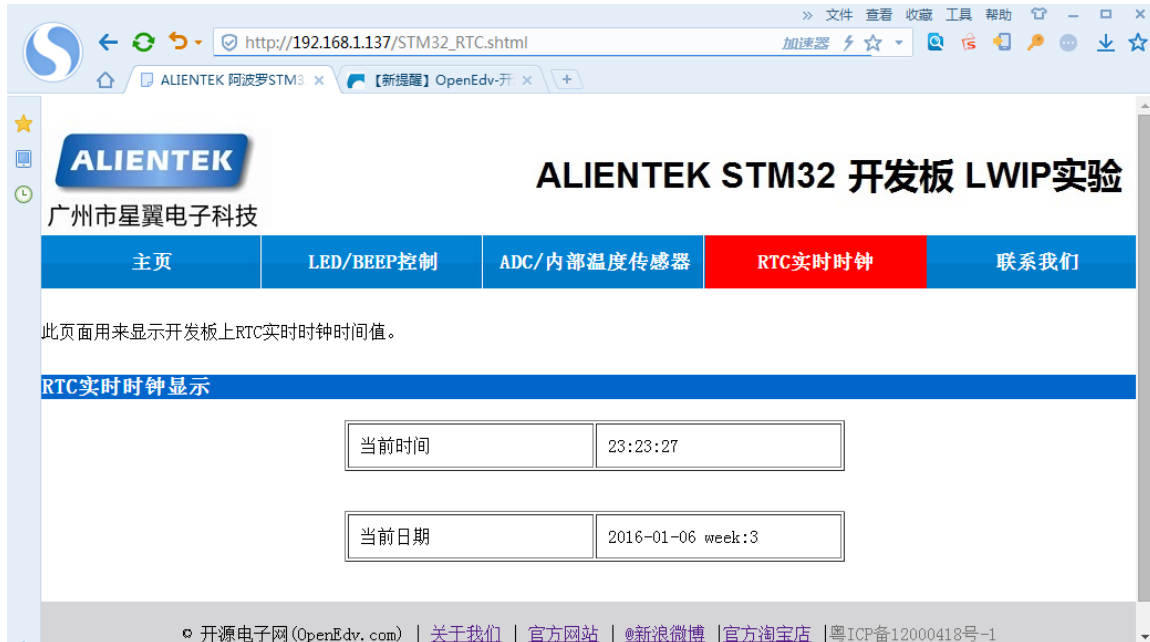 » 文件 查看 收藏 工具 帮助
http://192.168.1.137/STM32_RTC.shtml 加速器
ALIENTEK 阿波罗STM3 【新提醒】OpenEdv-开
ALIENTEK
广州市星翼电子科技
ALIENTEK STM32 开发板 LWIP实验
主页 LED/BEEP控制 ADC/内部温度传感器 RTC实时时钟 联系我们
此页面用来显示开发板上RTC实时时钟时间值。
RTC实时时钟显示
当前时间 23:23:27
当前日期 2016-01-06 week:3
© 开源电子网(OpenEdv.com) | 关于我们 | 官方网站 | @新浪微博 |官方淘宝店 |粤ICP备12000418号-1